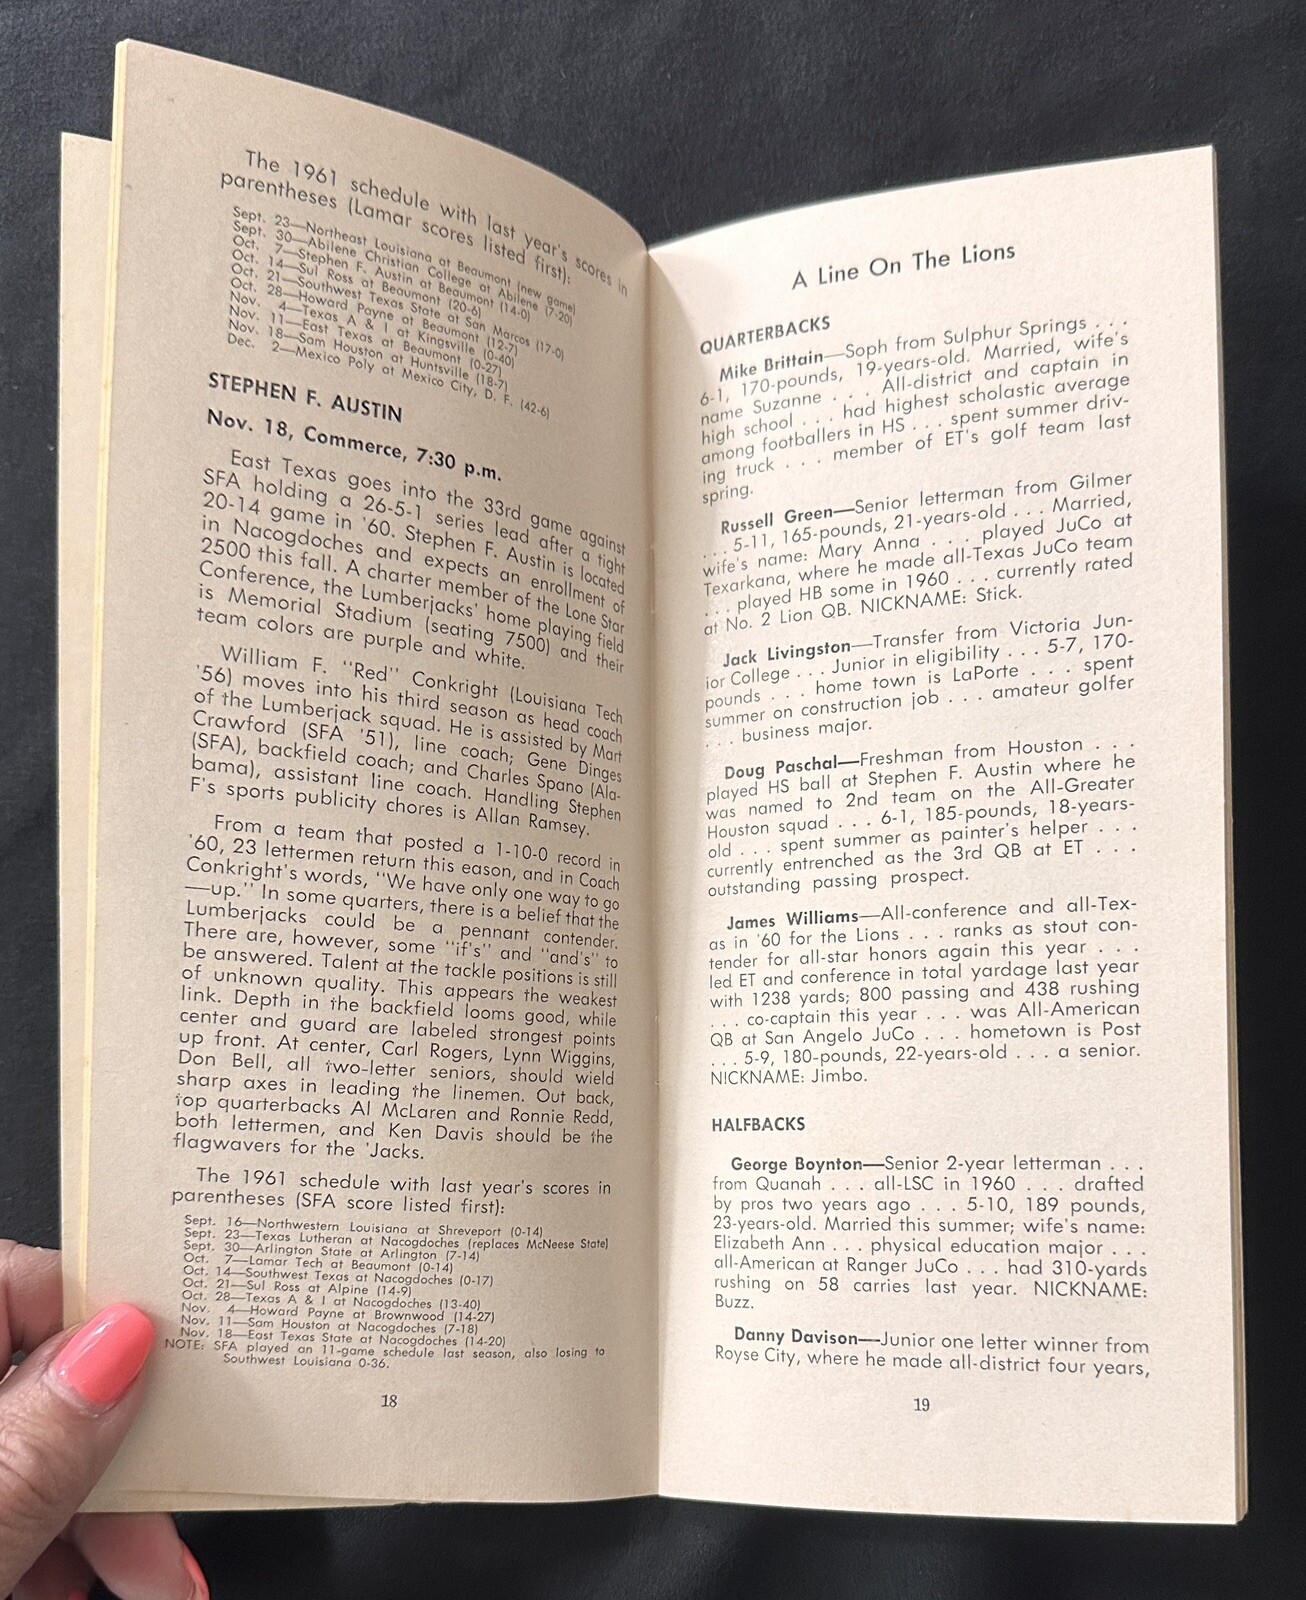 The 1961 schedule with last year's scores in
parentheses (Lamar scores listed first):
Sept. 23—Northeast Louisiana at Beaumont (new game)
Sept. 30—Abilene Christian College at Abilene (7-20)
Oct. 7—Stephen F. Austin at Beaumont (14-0)
Oct. 14—Sul Ross at Beaumont (20-6)
Oct. 21—Southwest Texas State at San Marcos (17-0)
Oct. 28—Howard Payne at Beaumont (12-7)
Nov. 4—Texas A & I at Kingsville (0-40)
Nov. 11—East Texas at Beaumont (0-27)
Nov. 18—Sam Houston at Huntsville (18-7)
Dec. 2—Mexico Poly at Mexico City, D. F. (42-6)
STEPHEN F. AUSTIN
Nov. 18, Commerce, 7:30 p.m.
East Texas goes into the 33rd game against
SFA holding a 26-5-1 series lead after a tight
20-14 game in '60. Stephen F. Austin is located
in Nacogdoches and expects an enrollment of
2500 this fall. A charter member of the Lone Star
Conference, the Lumberjacks' home playing field
is Memorial Stadium (seating 7500) and their
team colors are purple and white.
William F. "Red" Conkright (Louisiana Tech
'56) moves into his third season as head coach
of the Lumberjack squad. He is assisted by Mart
Crawford (SFA '51), line coach; Gene Dinges
(SFA), backfield coach; and Charles Spano (Ala-
bama), assistant line coach. Handling Stephen
F's sports publicity chores is Allan Ramsey.
From a team that posted a 1-10-0 record in
'60, 23 lettermen return this eason, and in Coach
Conkright's words, "We have only one way to go
—up." In some quarters, there is a belief that the
Lumberjacks could be a pennant contender.
There are, however, some "if's" and "and's" to
be answered. Talent at the tackle positions is still
of unknown quality. This appears the weakest
link. Depth in the backfield looms good, while
center and guard are labeled strongest points
up front. At center, Carl Rogers, Lynn Wiggins,
Don Bell, all two-letter seniors, should wield
sharp axes in leading the linemen. Out back,
top quarterbacks Al McLaren and Ronnie Redd,
both lettermen, and Ken Davis should be the
flagwavers for the 'Jacks.
The 1961 schedule with last year's scores in
parentheses (SFA score listed first):
Sept. 16—Northwestern Louisiana at Shreveport (0-14)
Sept. 23—Texas Lutheran at Nacogdoches (replaces McNeese State)
Sept. 30—Arlington State at Arlington (7-14)
Oct. 7—Lamar Tech at Beaumont (0-14)
Oct. 14—Southwest Texas at Nacogdoches (0-17)
Oct. 21—Sul Ross at Alpine (14-9)
Oct. 28—Texas A & I at Nacogdoches (13-40)
Nov. 4—Howard Payne at Brownwood (14-27)
Nov. 11—Sam Houston at Nacogdoches (7-18)
Nov. 18—East Texas State at Nacogdoches (14-20)
NOTE: SFA played an 11-game schedule last season, also losing to
Southwest Louisiana 0-36.
18
A Line On The Lions
QUARTERBACKS
Mike Brittain—Soph from Sulphur Springs . . .
6-1, 170-pounds, 19-years-old. Married, wife's
name Suzanne . . . All-district and captain in
high school . . . had highest scholastic average
among footballers in HS . . . spent summer driv-
ing truck . . . member of ET's golf team last
spring.
Russell Green—Senior letterman from Gilmer
. . . 5-11, 165-pounds, 21-years-old . . . Married,
wife's name: Mary Anna . . . played JuCo at
Texarkana, where he made all-Texas JuCo team
. . . played HB some in 1960 . . . currently rated
at No. 2 Lion QB. NICKNAME: Stick.
Jack Livingston—Transfer from Victoria Jun-
ior College . . . Junior in eligibility . . . 5-7, 170-
pounds . . . home town is LaPorte . . . spent
summer on construction job . . . amateur golfer
. . . business major.
Doug Paschal—Freshman from Houston . . .
played HS ball at Stephen F. Austin where he
was named to 2nd team on the All-Greater
Houston squad . . . 6-1, 185-pounds, 18-years-
old . . . spent summer as painter's helper . . .
currently entrenched as the 3rd QB at ET . . .
outstanding passing prospect.
James Williams—All-conference and all-Tex-
as in '60 for the Lions . . . ranks as stout con-
tender for all-star honors again this year . . .
led ET and conference in total yardage last year
with 1238 yards; 800 passing and 438 rushing
. . . co-captain this year . . . was All-American
QB at San Angelo JuCo . . . hometown is Post
. . . 5-9, 180-pounds, 22-years-old . . . a senior.
NICKNAME: Jimbo.
HALFBACKS
George Boynton—Senior 2-year letterman . . .
from Quanah . . . all-LSC in 1960 . . . drafted
by pros two years ago . . . 5-10, 189 pounds,
23-years-old. Married this summer; wife's name:
Elizabeth Ann . . . physical education major . . .
all-American at Ranger JuCo . . . had 310-yards
rushing on 58 carries last year. NICKNAME:
Buzz.
Danny Davison—Junior one letter winner from
Royse City, where he made all-district four years,
19